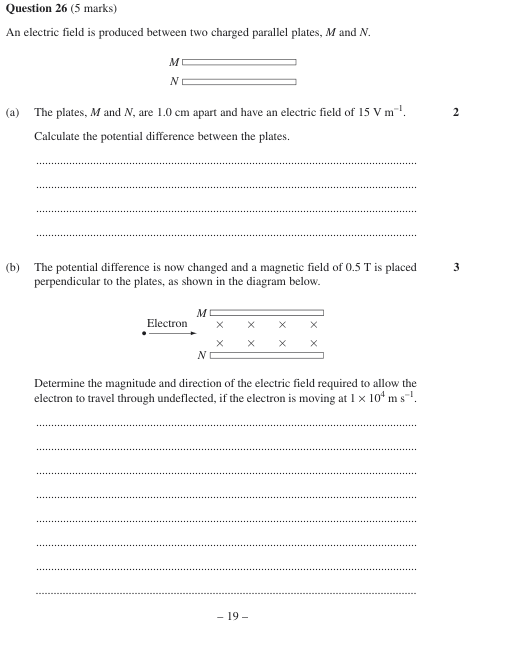 Question 26 (5 marks)
An electric field is produced between two charged parallel plates, M and N.
M
N
(a) The plates, M and N, are 1.0 cm apart and have an electric field of 15 V m⁻¹. 2
Calculate the potential difference between the plates.
(b) The potential difference is now changed and a magnetic field of 0.5 T is placed 3
perpendicular to the plates, as shown in the diagram below.
M
Electron × × × ×
× × × ×
N
Determine the magnitude and direction of the electric field required to allow the
electron to travel through undeflected, if the electron is moving at 1 × 10⁴ m s⁻¹.
– 19 –